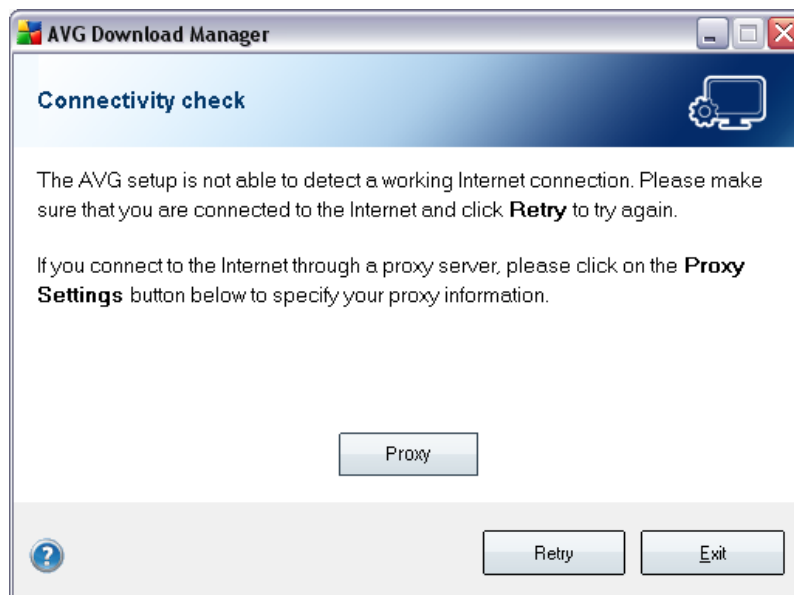 AVG Download Manager
Connectivity check
The AVG setup is not able to detect a working Internet connection. Please make
sure that you are connected to the Internet and click Retry to try again.
If you connect to the Internet through a proxy server, please click on the Proxy
Settings button below to specify your proxy information.
Proxy
?
Retry
Exit